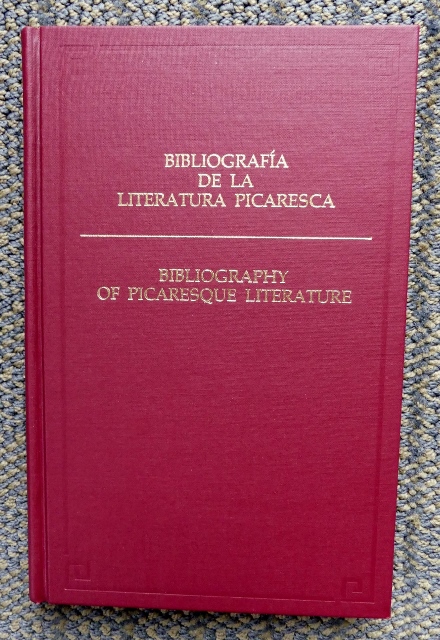 BIBLIOGRAFÍA
DE LA
LITERATURA PICARESCA
BIBLIOGRAPHY
OF PICARESQUE LITERATURE